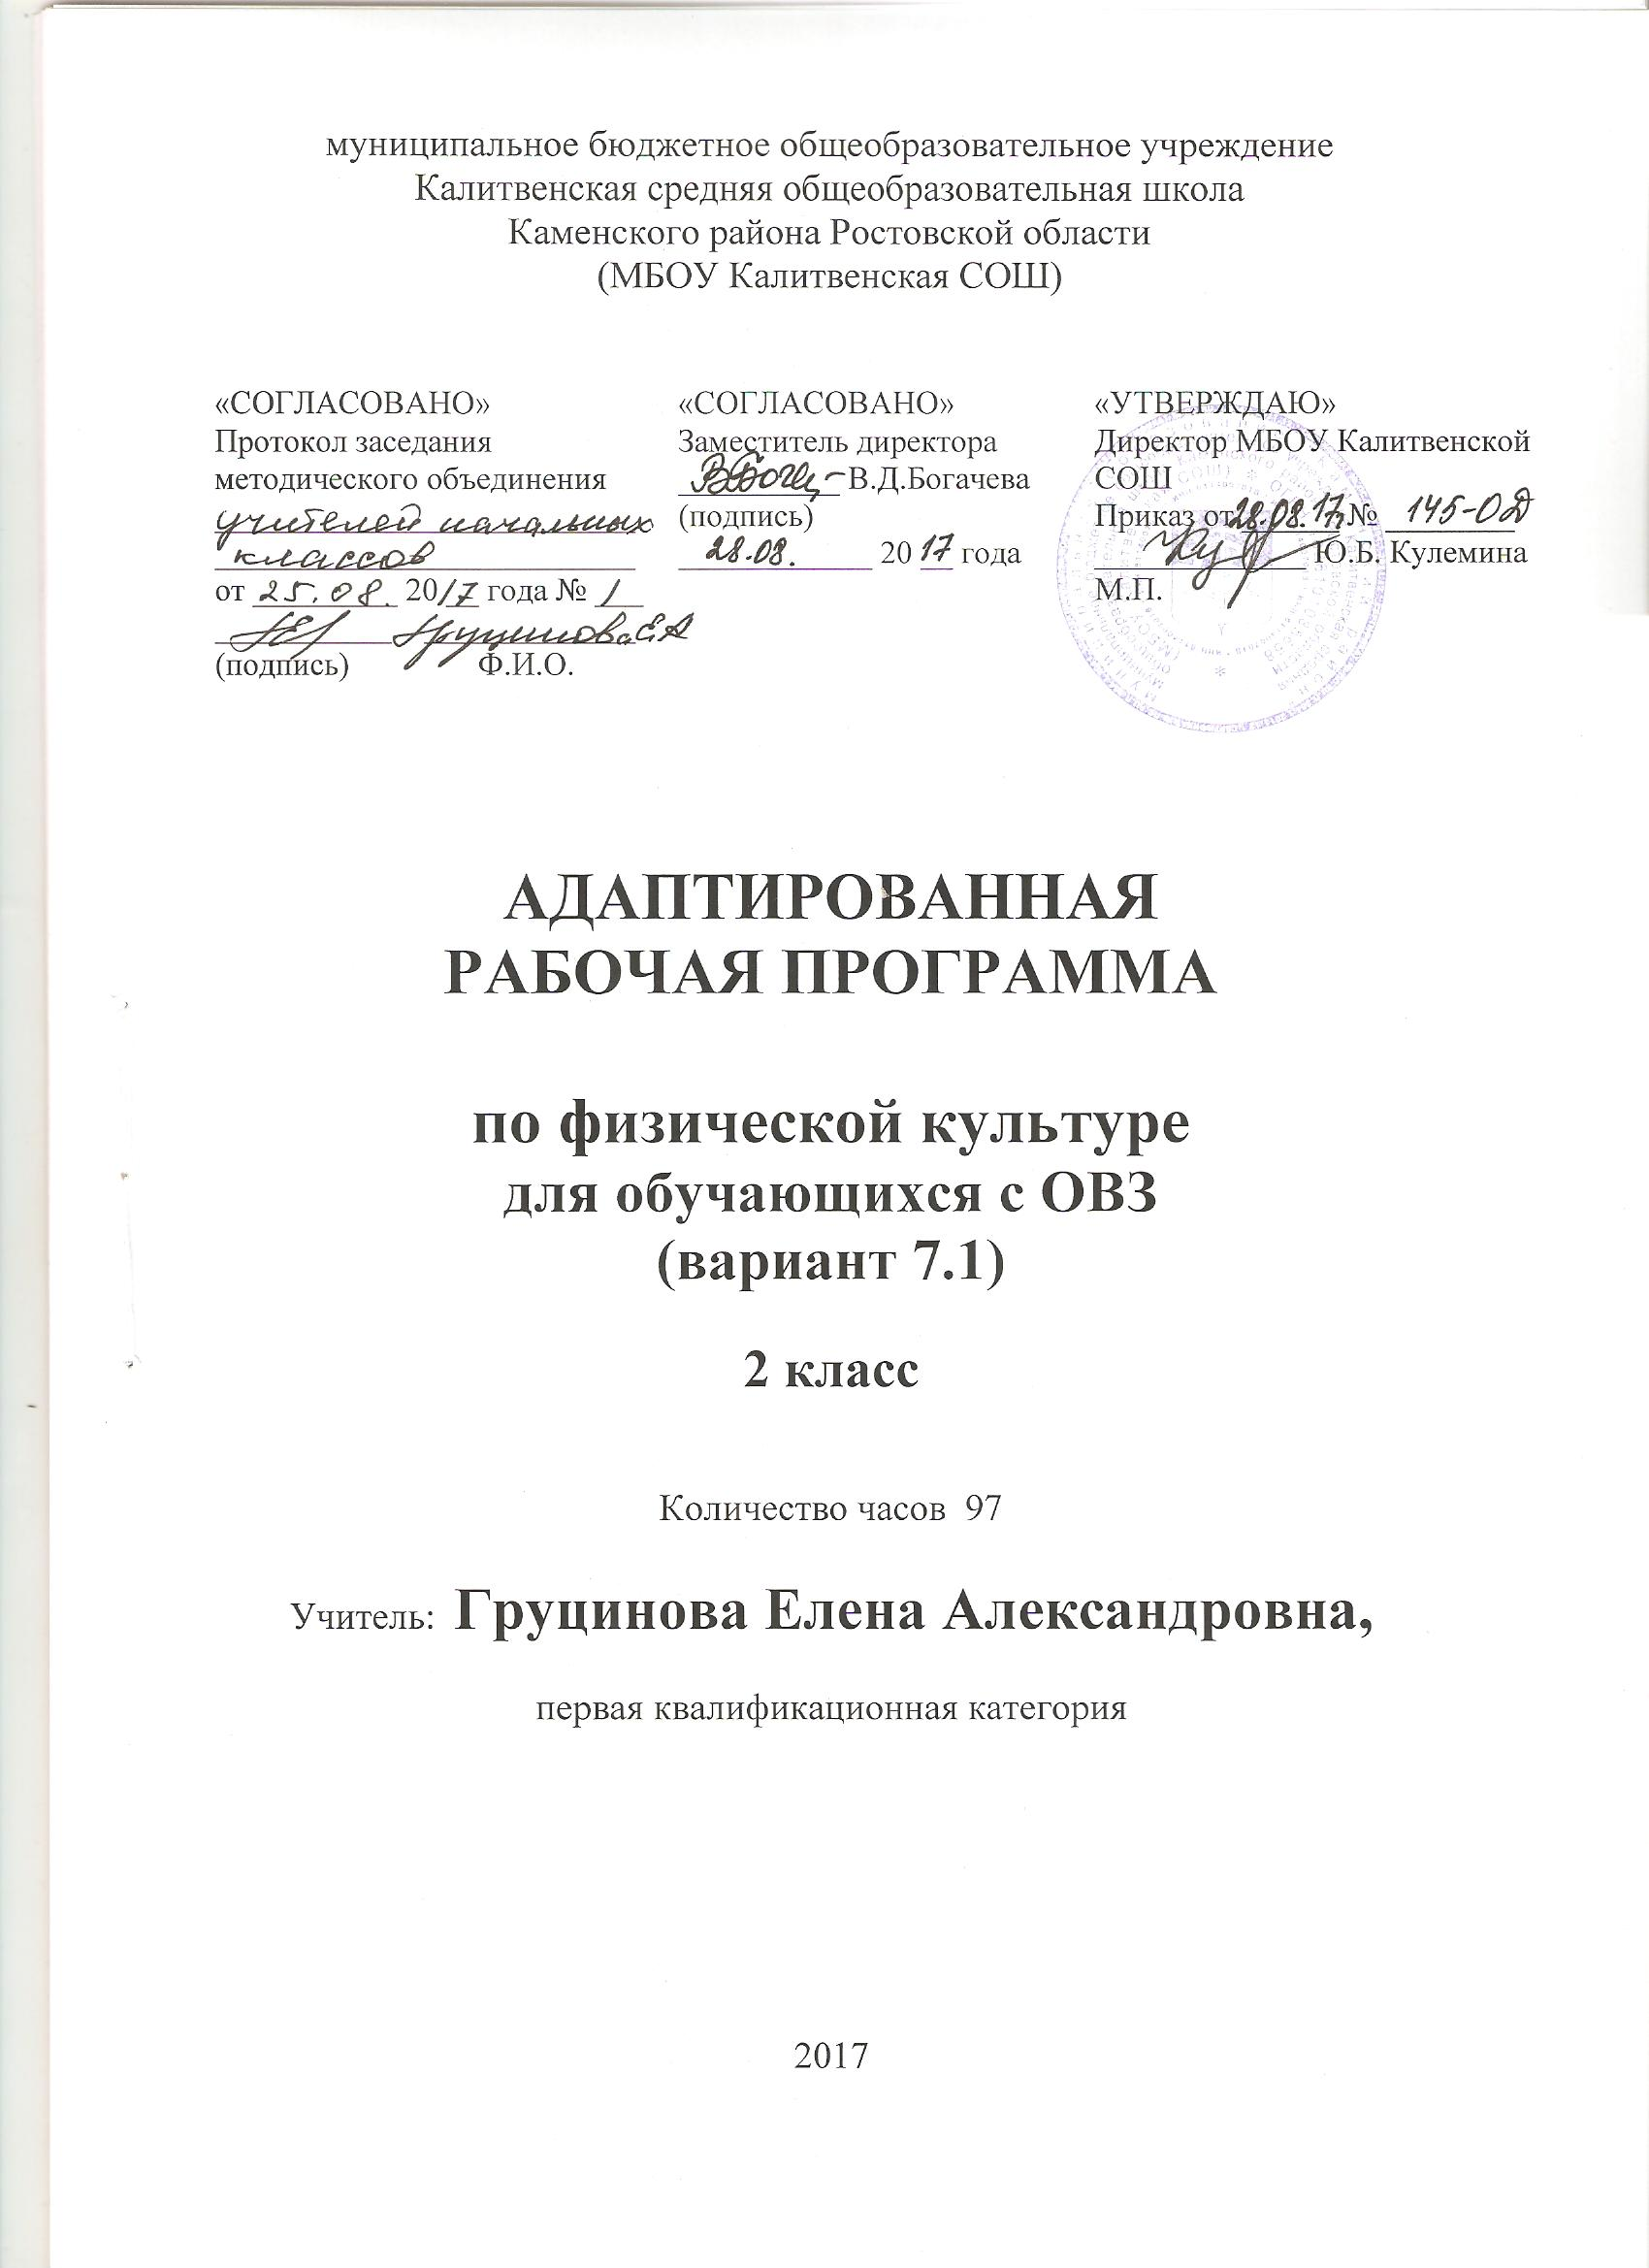 муниципальное бюджетное общеобразовательное учреждение
Калитвенская средняя общеобразовательная школа
Каменского района Ростовской области
(МБОУ Калитвенская СОШ)
«СОГЛАСОВАНО»
Протокол заседания
методического объединения
учителей начальных
классов
от 25.08. 2017 года № 1
Груцинова Е.А
(подпись) Ф.И.О.
«СОГЛАСОВАНО»
Заместитель директора
В.Д.Богачева
(подпись)
28.08. 20 17 года
«УТВЕРЖДАЮ»
Директор МБОУ Калитвенской
СОШ
Приказ от 28.08.17 № 145-ОД
Ю.Б. Кулемина
М.П.
АДАПТИРОВАННАЯ
РАБОЧАЯ ПРОГРАММА
по физической культуре
для обучающихся с ОВЗ
(вариант 7.1)
2 класс
Количество часов 97
Учитель: Груцинова Елена Александровна,
первая квалификационная категория
2017